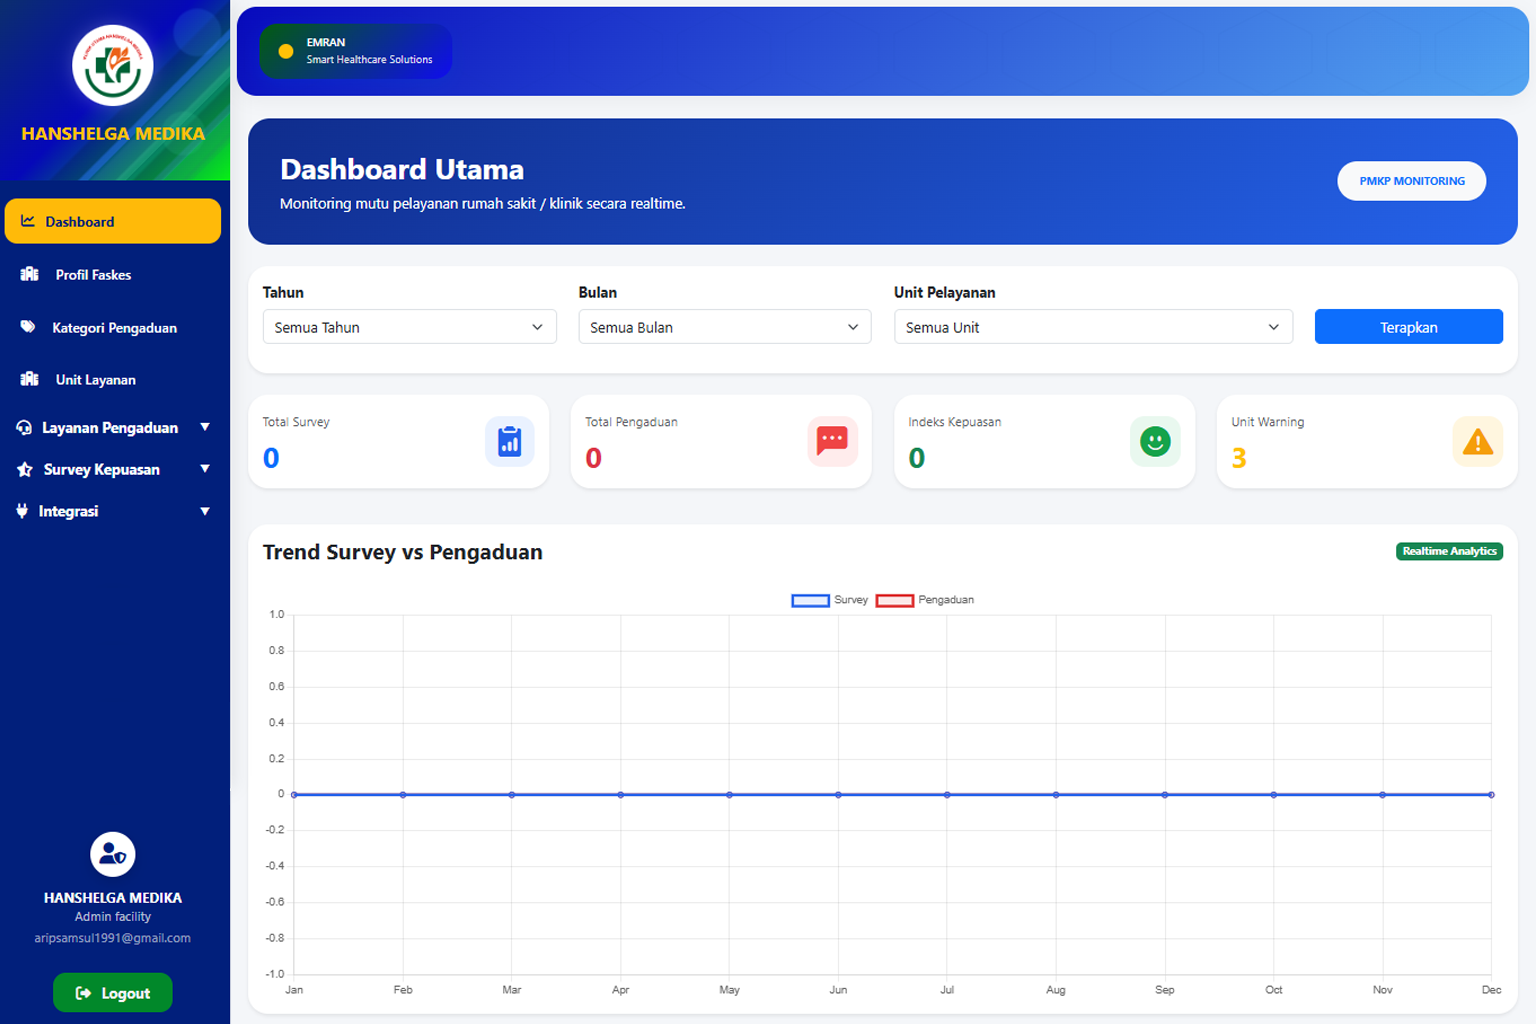 HANSHELGA MEDIKA
Dashboard
Profil Faskes
Kategori Pengaduan
Unit Layanan
Layanan Pengaduan
Survey Kepuasan
Integrasi
HANSHELGA MEDIKA
Admin facility
aripsamsul1991@gmail.com
Logout
EMRAN
Smart Healthcare Solutions
Dashboard Utama
Monitoring mutu pelayanan rumah sakit / klinik secara realtime.
PMKP MONITORING
Tahun
Semua Tahun
Bulan
Semua Bulan
Unit Pelayanan
Semua Unit
Terapkan
Total Survey
0
Total Pengaduan
0
Indeks Kepuasan
0
Unit Warning
3
Trend Survey vs Pengaduan
Realtime Analytics
Survey Pengaduan
1.0
0.8
0.6
0.4
0.2
0
-0.2
-0.4
-0.6
-0.8
-1.0
Jan Feb Mar Apr May Jun Jul Aug Sep Oct Nov Dec